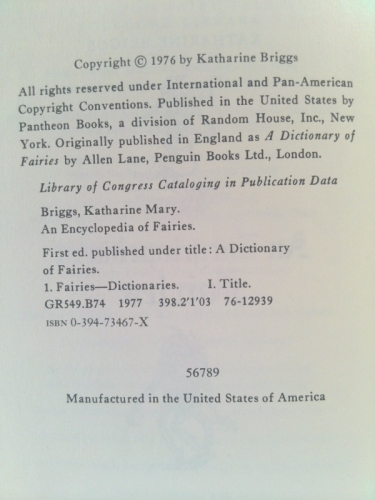 Copyright © 1976 by Katharine Briggs
All rights reserved under International and Pan-American
Copyright Conventions. Published in the United States by
Pantheon Books, a division of Random House, Inc., New
York. Originally published in England as A Dictionary of
Fairies by Allen Lane, Penguin Books Ltd., London.
Library of Congress Cataloging in Publication Data
Briggs, Katharine Mary.
An Encyclopedia of Fairies.
First ed. published under title: A Dictionary
of Fairies.
1. Fairies—Dictionaries. I. Title.
GR549.B74 1977 398.2'1'03 76-12939
ISBN 0-394-73467-X
56789
Manufactured in the United States of America